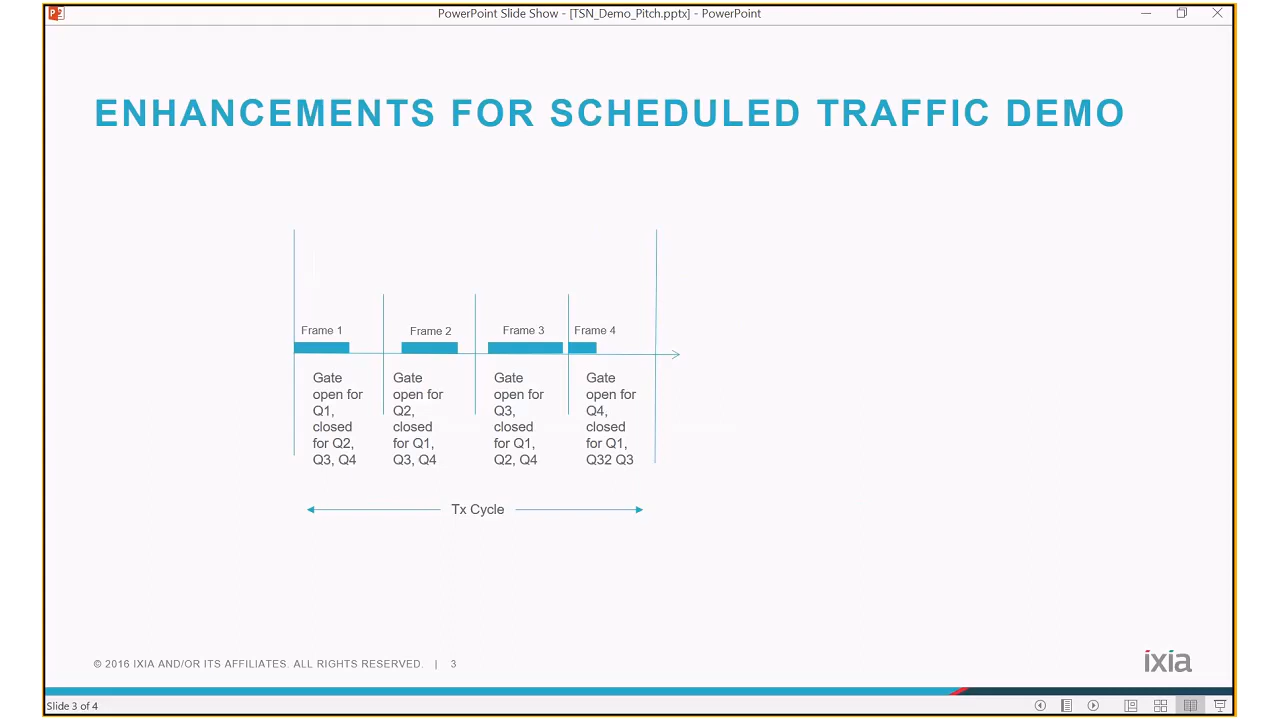 PowerPoint Slide Show - [TSN_Demo_Pitch.pptx] - PowerPoint
ENHANCEMENTS FOR SCHEDULED TRAFFIC DEMO
Frame 1
Frame 2
Frame 3
Frame 4
Gate
open for
Q1,
closed
for Q2,
Q3, Q4
Gate
open for
Q2,
closed
for Q1,
Q3, Q4
Gate
open for
Q3,
closed
for Q1,
Q2, Q4
Gate
open for
Q4,
closed
for Q1,
Q32 Q3
Tx Cycle
© 2016 IXIA AND/OR ITS AFFILIATES. ALL RIGHTS RESERVED. | 3
ixia
Slide 3 of 4